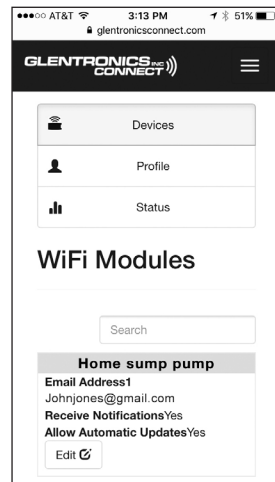 AT&T 3:13 PM 51%
glentronicsconnect.com
GLENTRONICS INC
CONNECT
Devices
Profile
Status
WiFi Modules
Search
Home sump pump
Email Address1
Johnjones@gmail.com
Receive NotificationsYes
Allow Automatic UpdatesYes
Edit